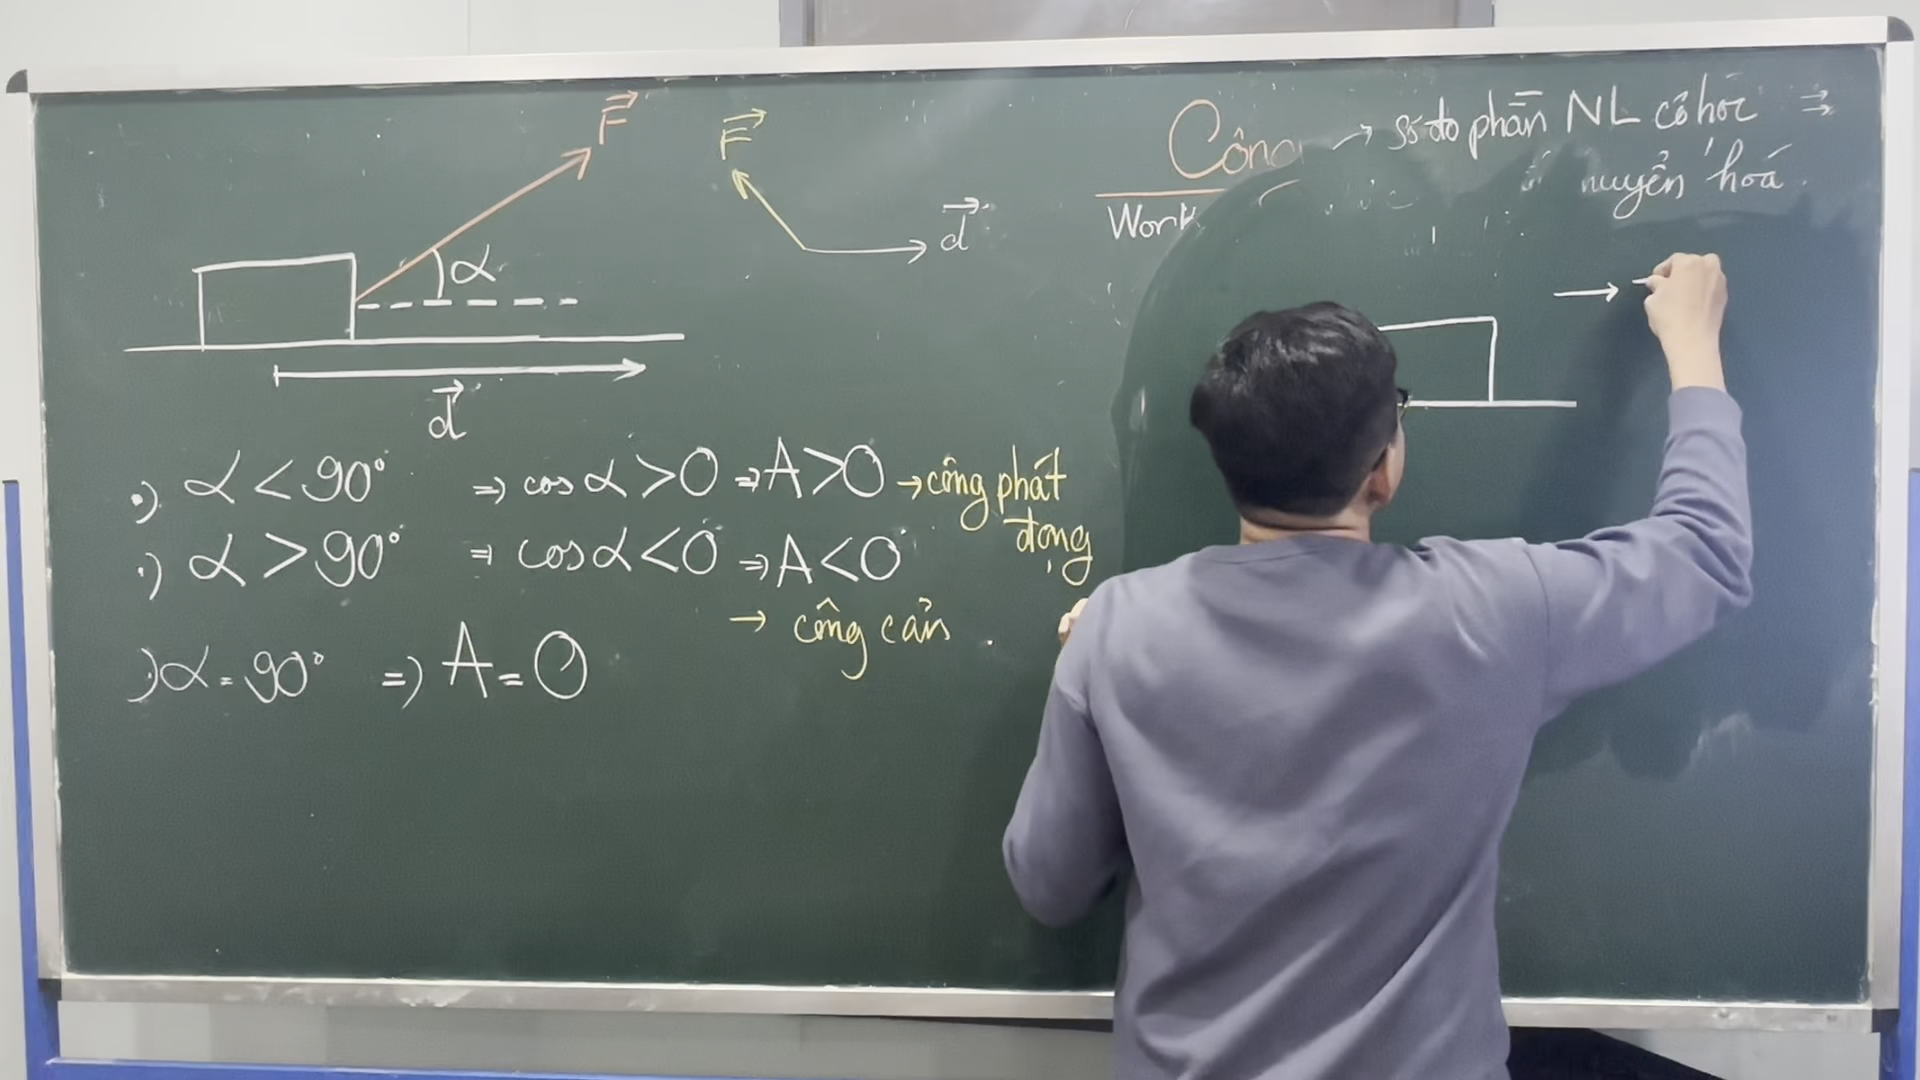 F
α
d
F
d
Công → số đo phần NL cơ học ⇒
hoá.
Work
→
•) α < 90° ⇒ cos α > 0 ⇒ A > 0 → công phát
động
•) α > 90° ⇒ cos α < 0 ⇒ A < 0
→ công cản.
•) α = 90° ⇒ A = 0